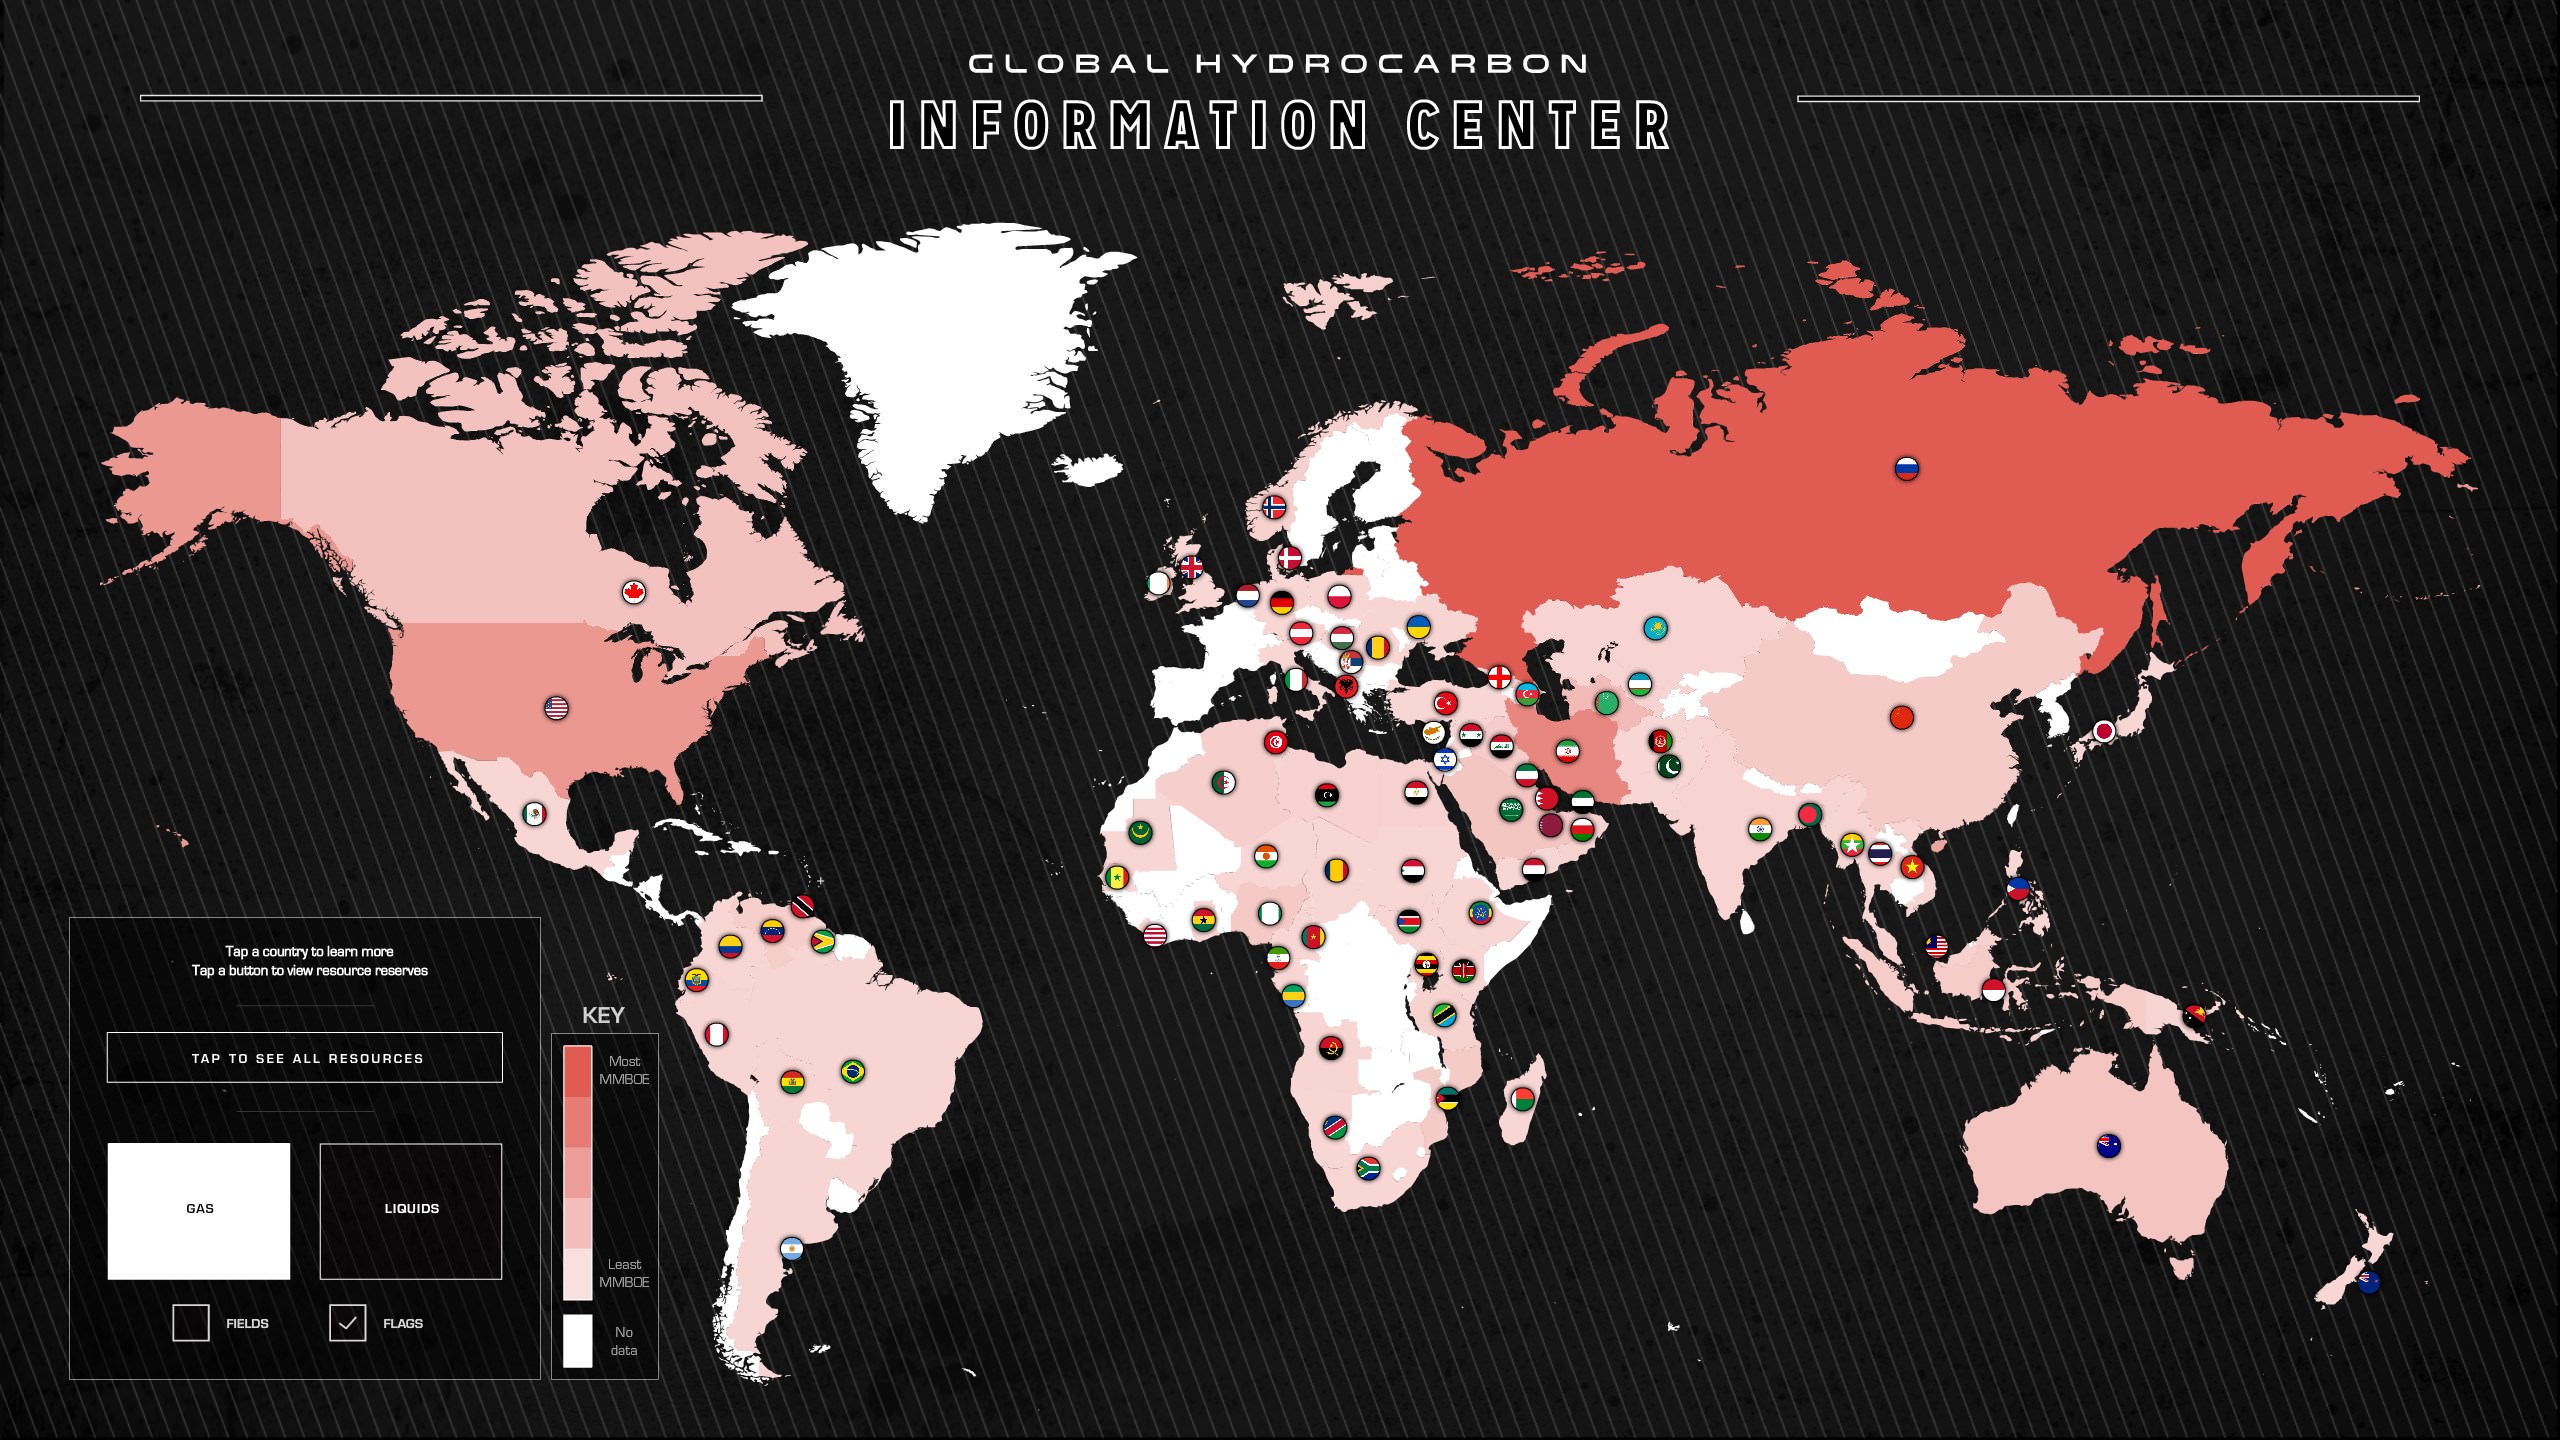 GLOBAL HYDROCARBON
INFORMATION CENTER
Tap a country to learn more
Tap a button to view resource reserves
TAP TO SEE ALL RESOURCES
GAS
LIQUIDS
FIELDS
FLAGS
KEY
Most
MMBOE
Least
MMBOE
No
data